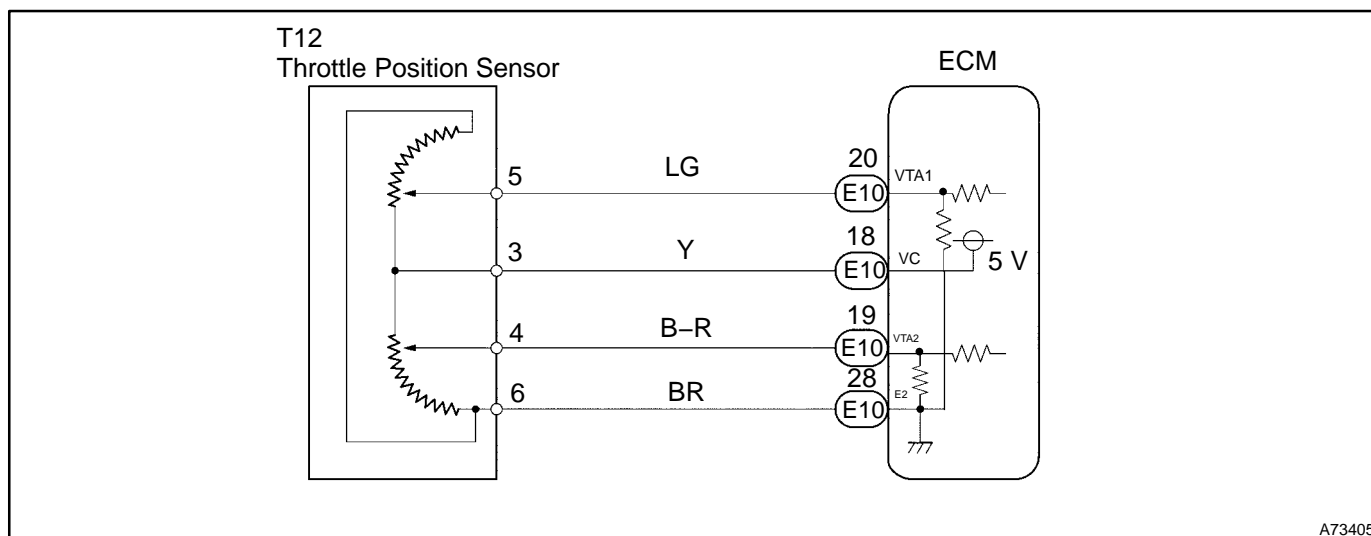 T12
Throttle Position Sensor
ECM
5 LG 20 E10 VTA1
3 Y 18 E10 VC 5 V
4 B−R 19 E10 VTA2
6 BR 28 E10 E2
A73405